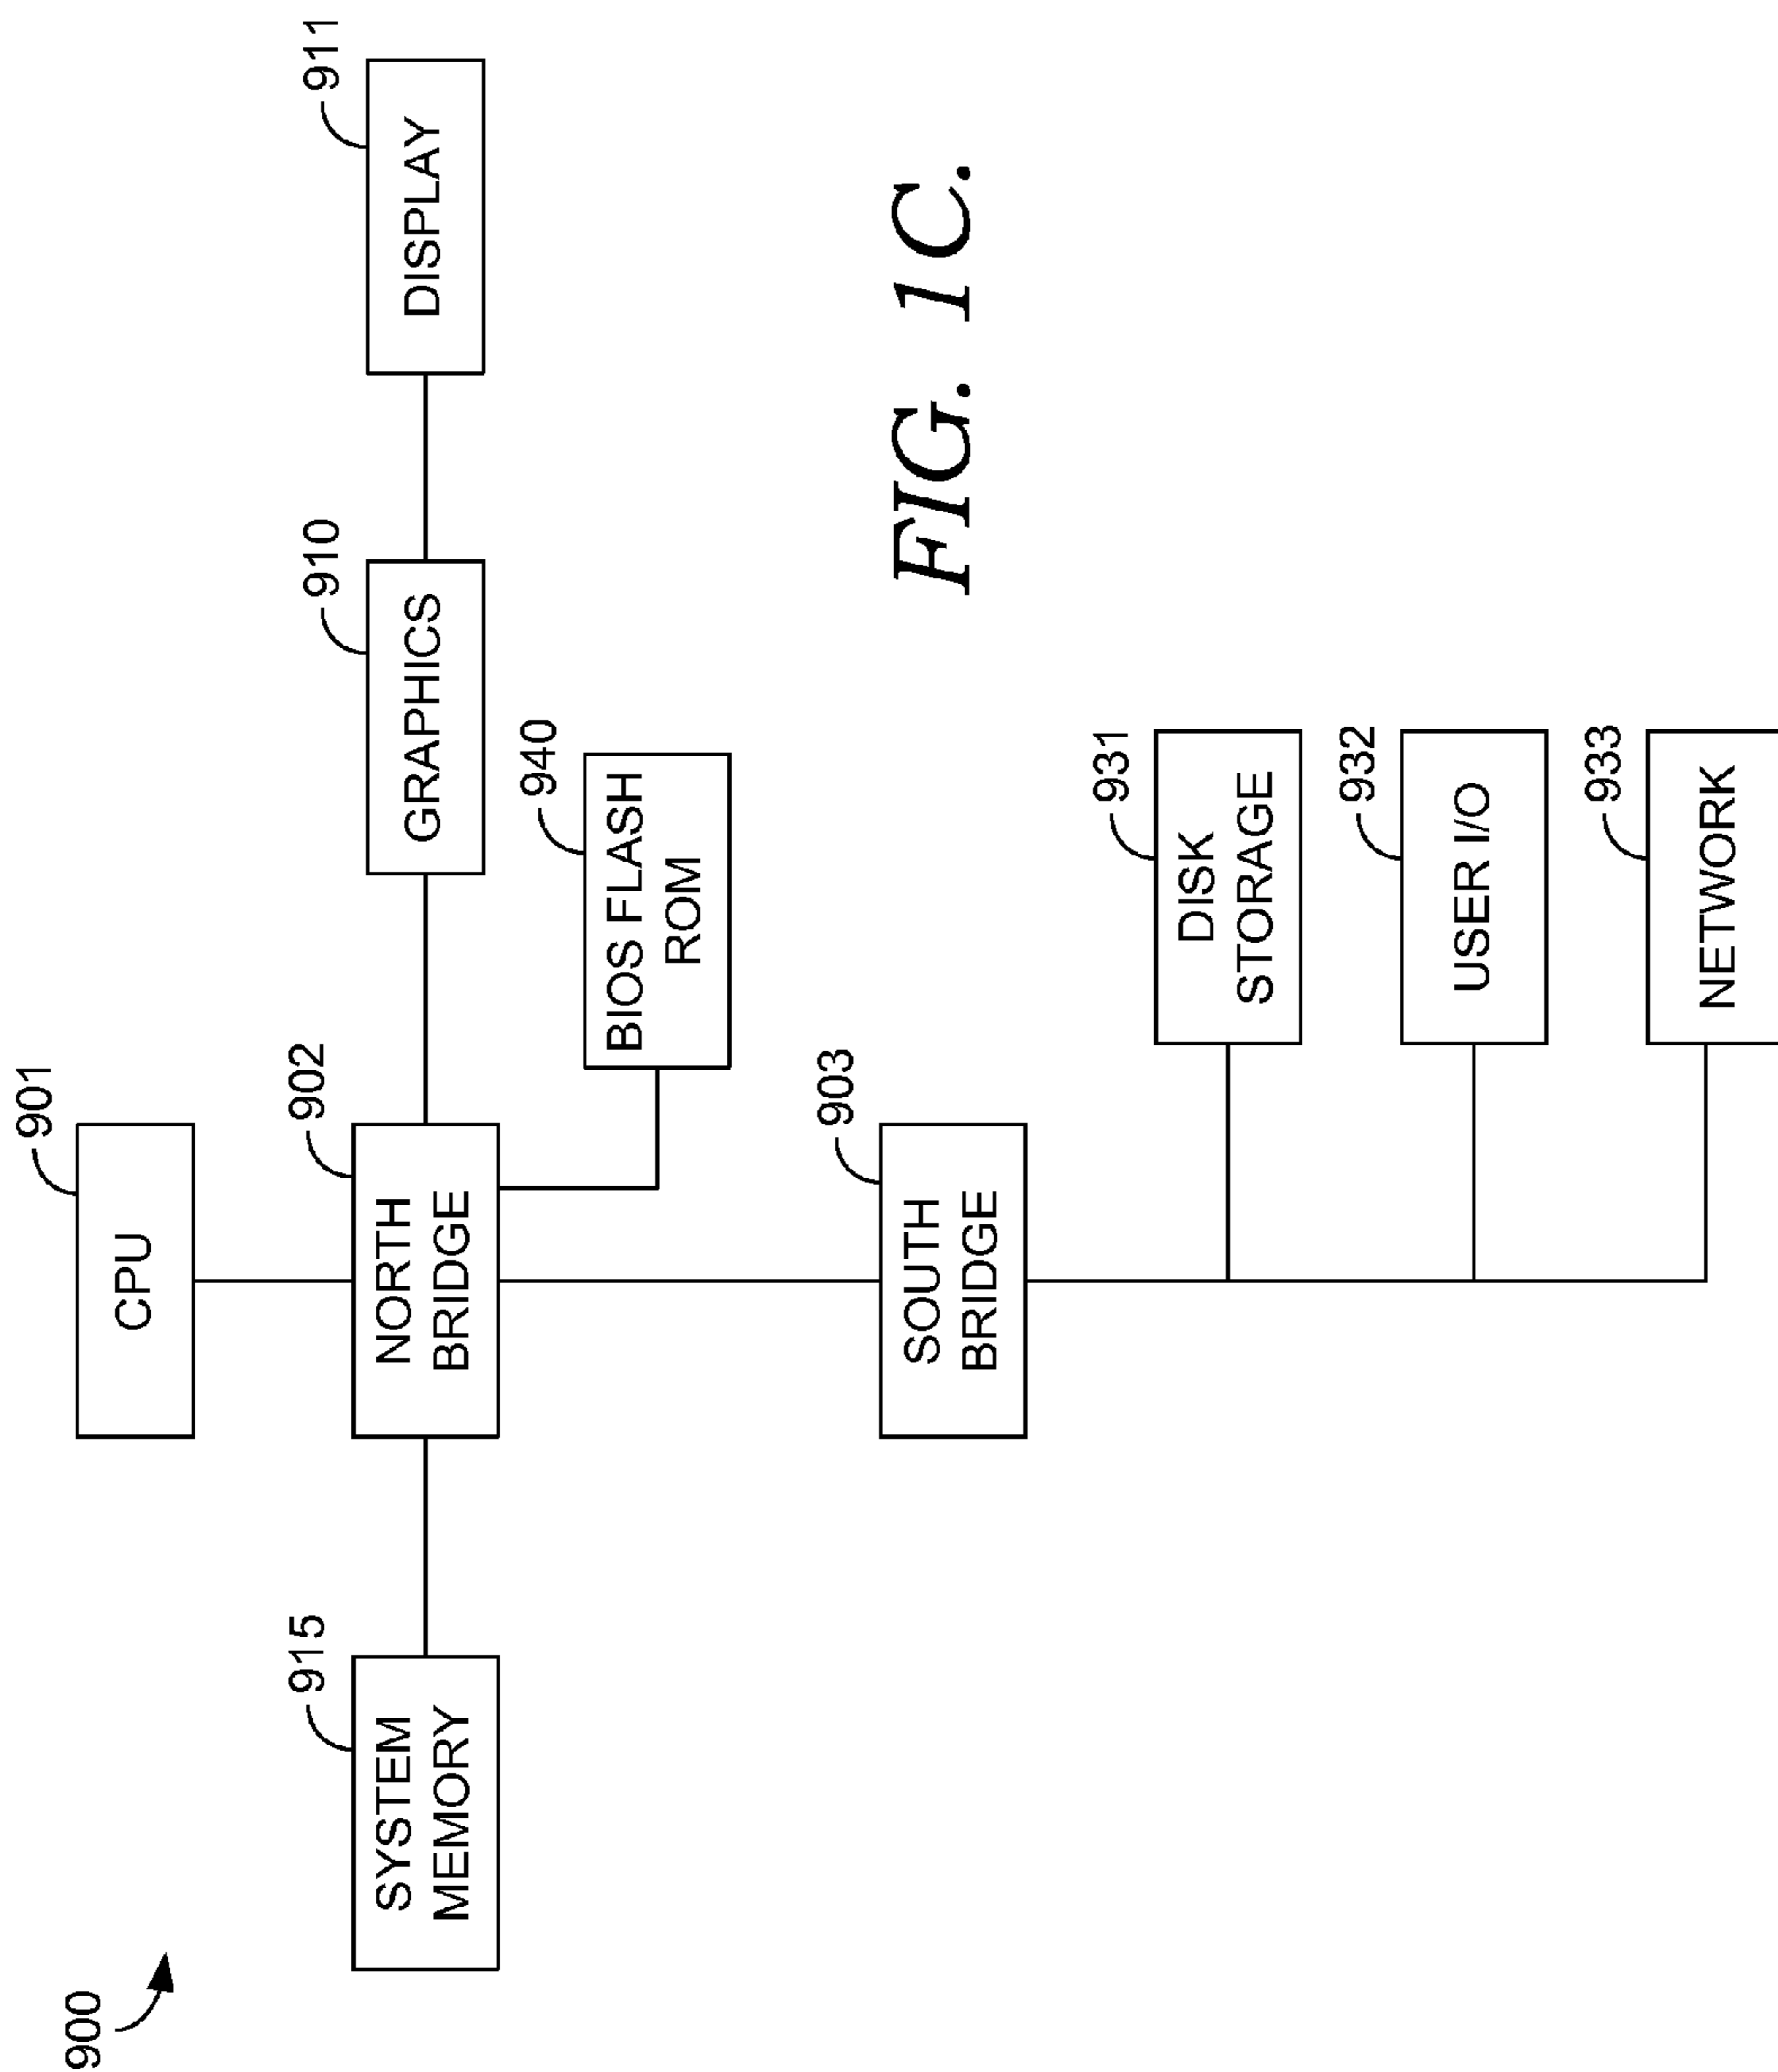 900
901
CPU
915
SYSTEM
MEMORY
902
NORTH
BRIDGE
910
GRAPHICS
911
DISPLAY
940
BIOS FLASH
ROM
903
SOUTH
BRIDGE
931
DISK
STORAGE
932
USER I/O
933
NETWORK
FIG. 1C.